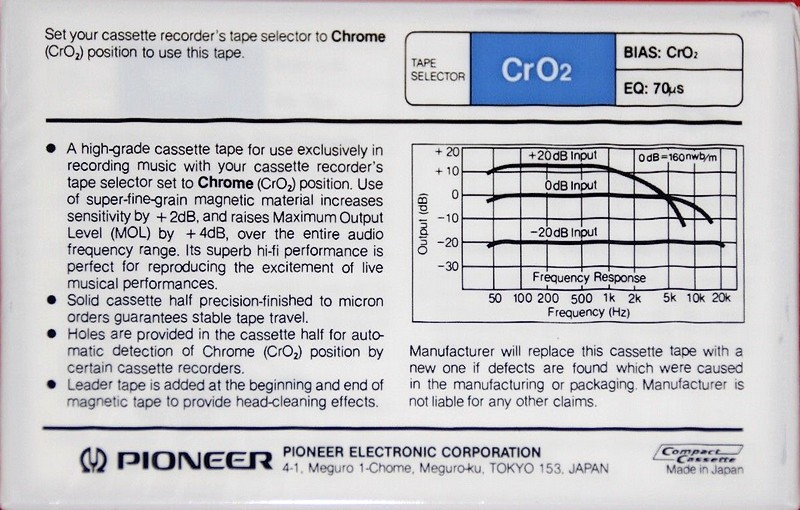 Set your cassette recorder's tape selector to Chrome
(CrO2) position to use this tape.
TAPE
SELECTOR
CrO2
BIAS: CrO2
EQ: 70μs
● A high-grade cassette tape for use exclusively in
recording music with your cassette recorder's
tape selector set to Chrome (CrO2) position. Use
of super-fine-grain magnetic material increases
sensitivity by +2dB, and raises Maximum Output
Level (MOL) by +4dB, over the entire audio
frequency range. Its superb hi-fi performance is
perfect for reproducing the excitement of live
musical performances.
● Solid cassette half precision-finished to micron
orders guarantees stable tape travel.
● Holes are provided in the cassette half for auto-
matic detection of Chrome (CrO2) position by
certain cassette recorders.
● Leader tape is added at the beginning and end of
magnetic tape to provide head-cleaning effects.
Output (dB)
+20
+10
0
-10
-20
-30
+20dB Input
0dB=160nwb/m
0dB Input
-20dB Input
Frequency Response
50 100 200 500 1k 2k 5k 10k 20k
Frequency (Hz)
Manufacturer will replace this cassette tape with a
new one if defects are found which were caused
in the manufacturing or packaging. Manufacturer is
not liable for any other claims.
PIONEER
PIONEER ELECTRONIC CORPORATION
4-1, Meguro 1-Chome, Meguro-ku, TOKYO 153, JAPAN
Compact
Cassette
Made in Japan